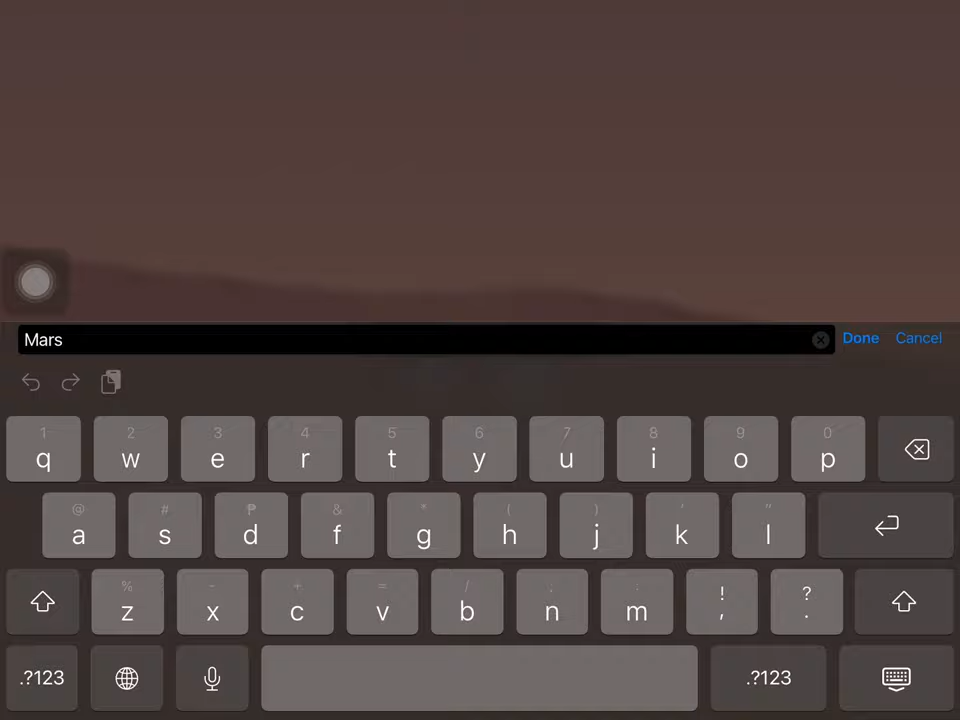 Mars
Done
Cancel
1 2 3 4 5 6 7 8 9 0
q w e r t y u i o p
@ # ₱ & * ( ) ' "
a s d f g h j k l
% - + = / ; : ! ?
z x c v b n m , .
.?123 .?123